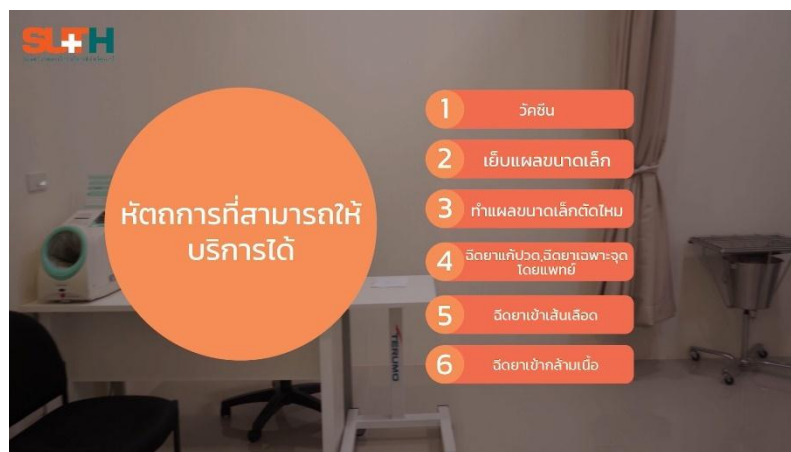 SUTH
หัตถการที่สามารถให้
บริการได้
1
วัคซีน
2
เย็บแผลขนาดเล็ก
3
ทำแผลขนาดเล็กตัดไหม
4
ฉีดยาแก้ปวด,ฉีดยาเฉพาะจุด
โดยแพทย์
5
ฉีดยาเข้าเส้นเลือด
6
ฉีดยาเข้ากล้ามเนื้อ
TERUMO